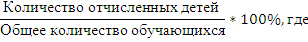 Количество отчисленных детей
Общее количество обучающихся * 100%, где